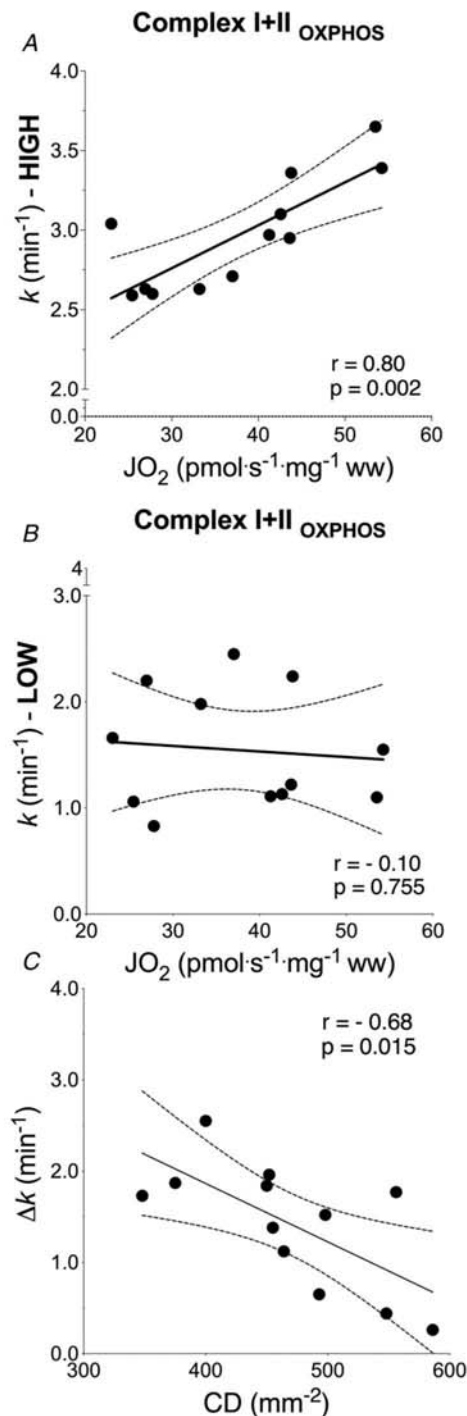 A
Complex I+II OXPHOS
k (min⁻¹) - HIGH
4.0
3.5
3.0
2.5
2.0
0.0
r = 0.80
p = 0.002
20 30 40 50 60
JO₂ (pmol·s⁻¹·mg⁻¹ ww)
B
Complex I+II OXPHOS
k (min⁻¹) - LOW
4
3.0
2.0
1.0
0.0
r = - 0.10
p = 0.755
20 30 40 50 60
JO₂ (pmol·s⁻¹·mg⁻¹ ww)
C
Δk (min⁻¹)
4.0
3.0
2.0
1.0
0.0
r = - 0.68
p = 0.015
300 400 500 600
CD (mm⁻²)